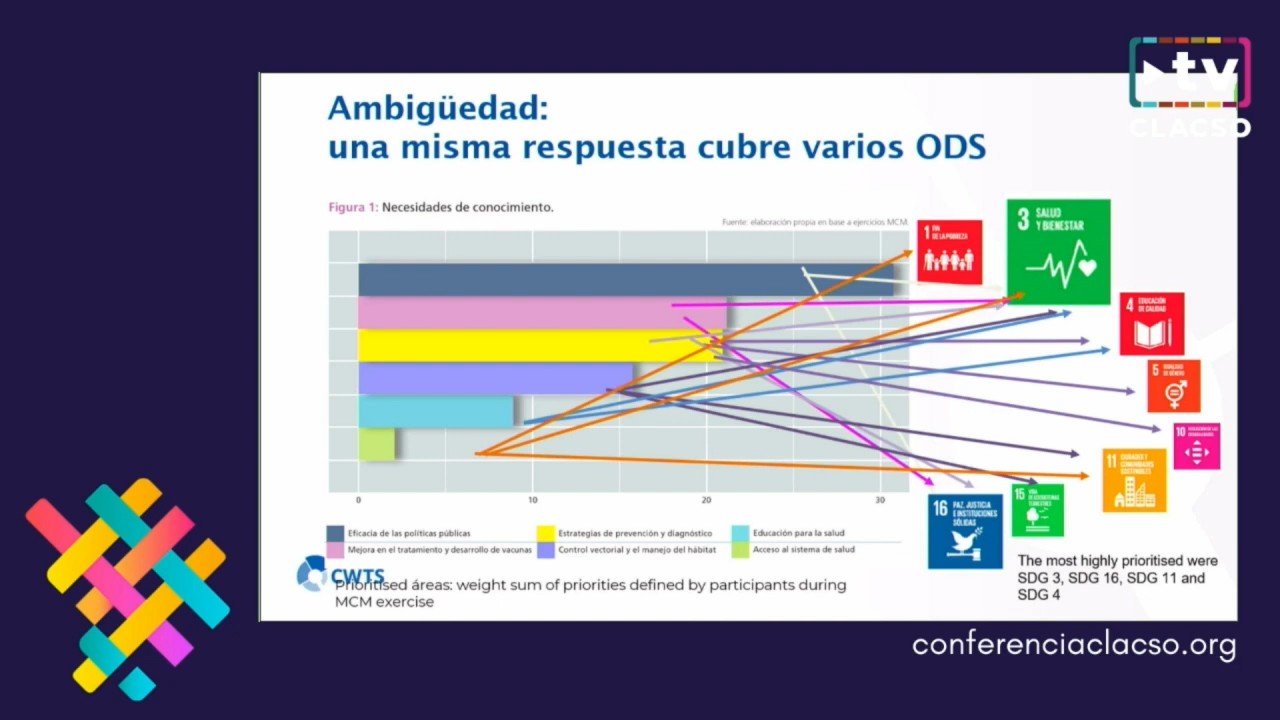 tv
CLACSO
Ambigüedad:
una misma respuesta cubre varios ODS
Figura 1: Necesidades de conocimiento.
Fuente: elaboración propia en base a ejercicios MCM.
1 FIN
DE LA POBREZA
3 SALUD
Y BIENESTAR
4 EDUCACIÓN
DE CALIDAD
5 IGUALDAD
DE GÉNERO
10 REDUCCIÓN DE LAS
DESIGUALDADES
11 CIUDADES Y
COMUNIDADES
SOSTENIBLES
15 VIDA
DE ECOSISTEMAS
TERRESTRES
16 PAZ, JUSTICIA
E INSTITUCIONES
SÓLIDAS
0 10 20 30
Eficacia de las políticas públicas
Estrategias de prevención y diagnóstico
Educación para la salud
Mejora en el tratamiento y desarrollo de vacunas
Control vectorial y el manejo del hábitat
Acceso al sistema de salud
CWTS
Prioritised áreas: weight sum of priorities defined by participants during
MCM exercise
The most highly prioritised were
SDG 3, SDG 16, SDG 11 and
SDG 4
conferenciaclacso.org